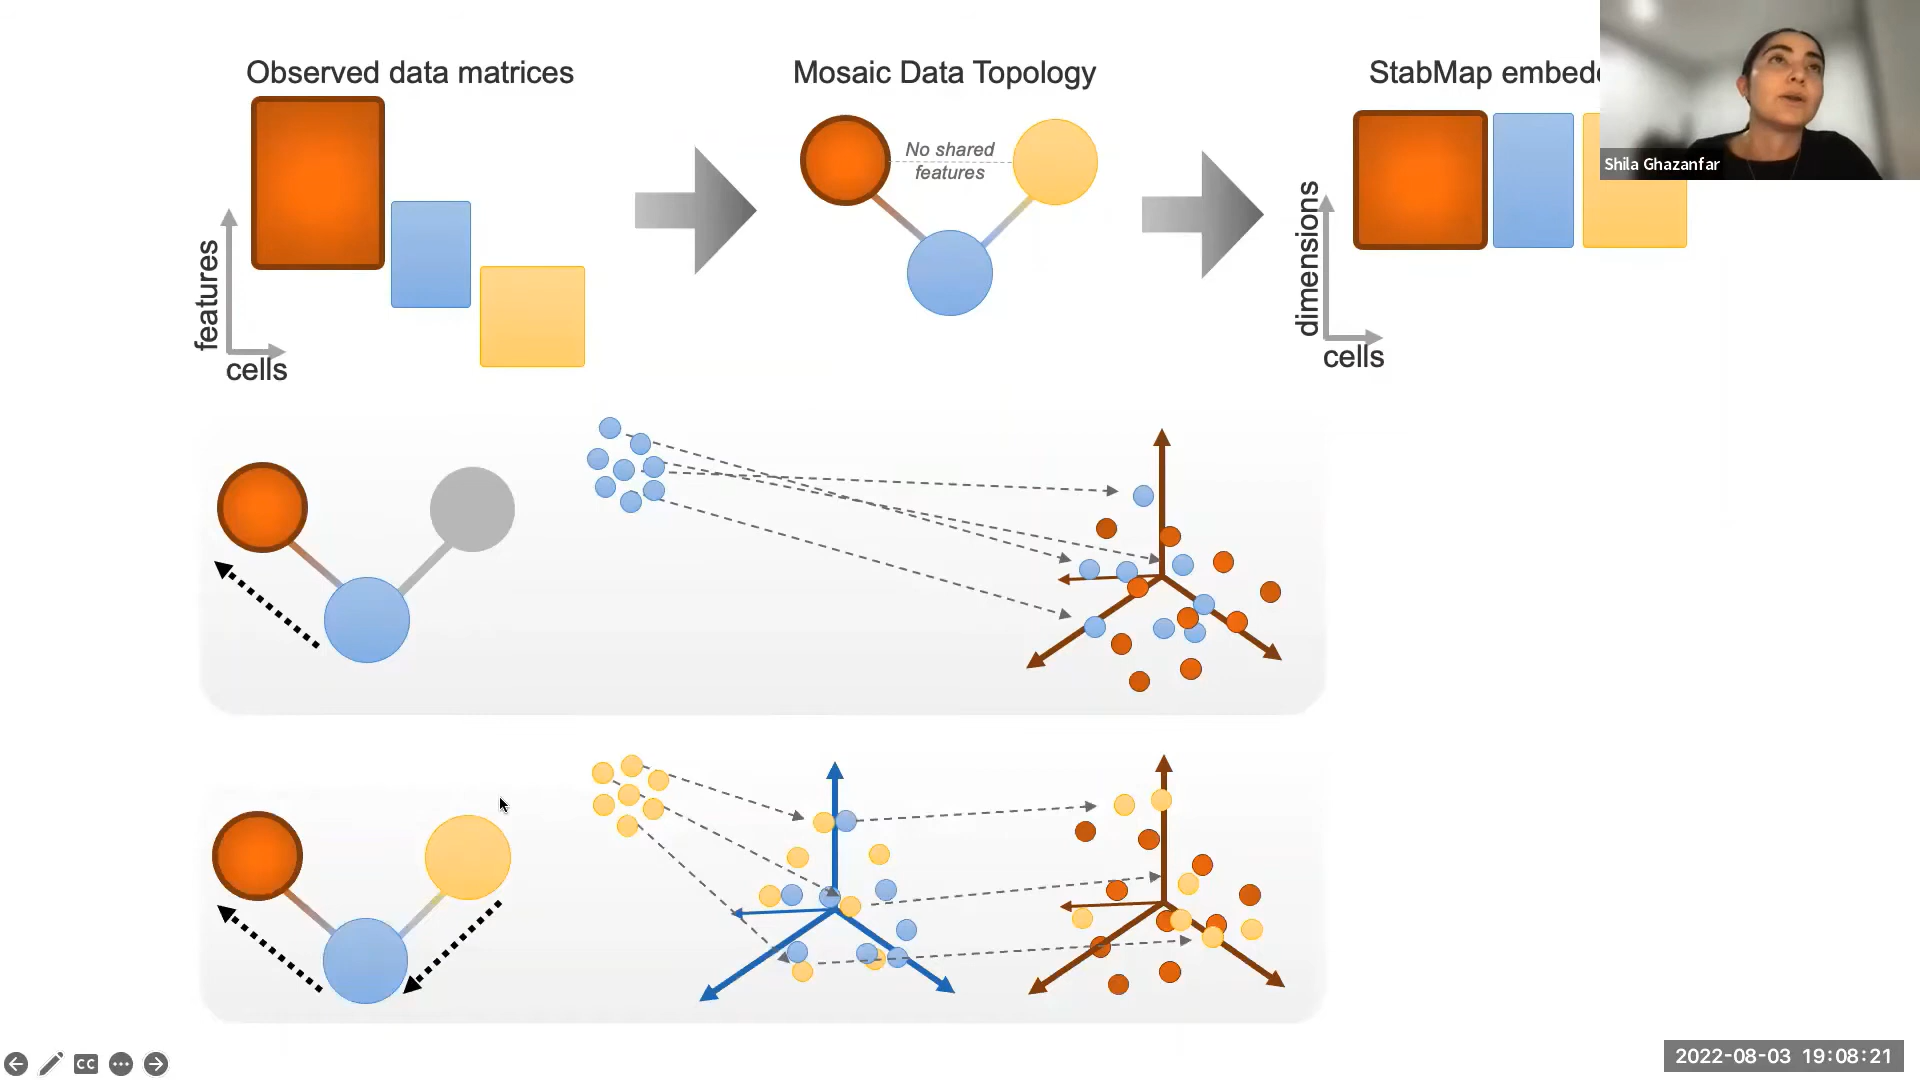 Observed data matrices
Mosaic Data Topology
StabMap embed
Shila Ghazanfar
No shared
features
features
cells
dimensions
cells
CC
2022-08-03 19:08:21